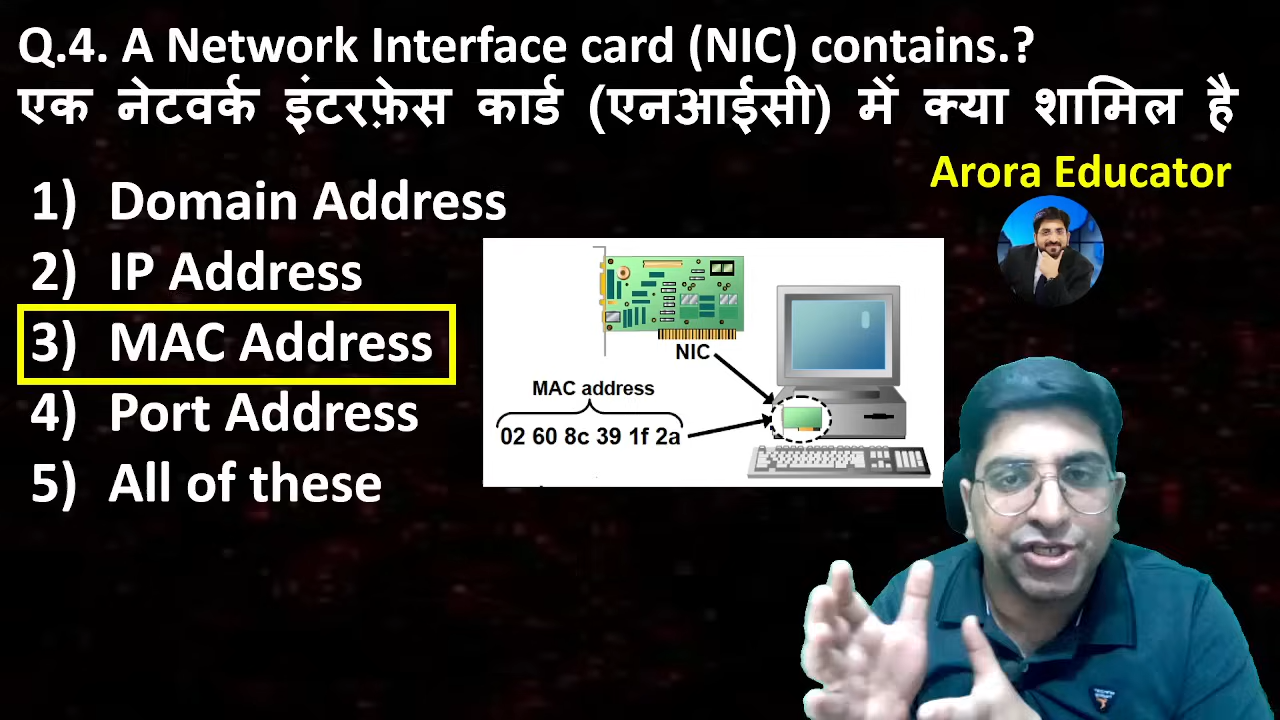 Q.4. A Network Interface card (NIC) contains.?
एक नेटवर्क इंटरफ़ेस कार्ड (एनआईसी) में क्या शामिल है
Arora Educator
1) Domain Address
2) IP Address
3) MAC Address
4) Port Address
5) All of these
NIC
MAC address
02 60 8c 39 1f 2a